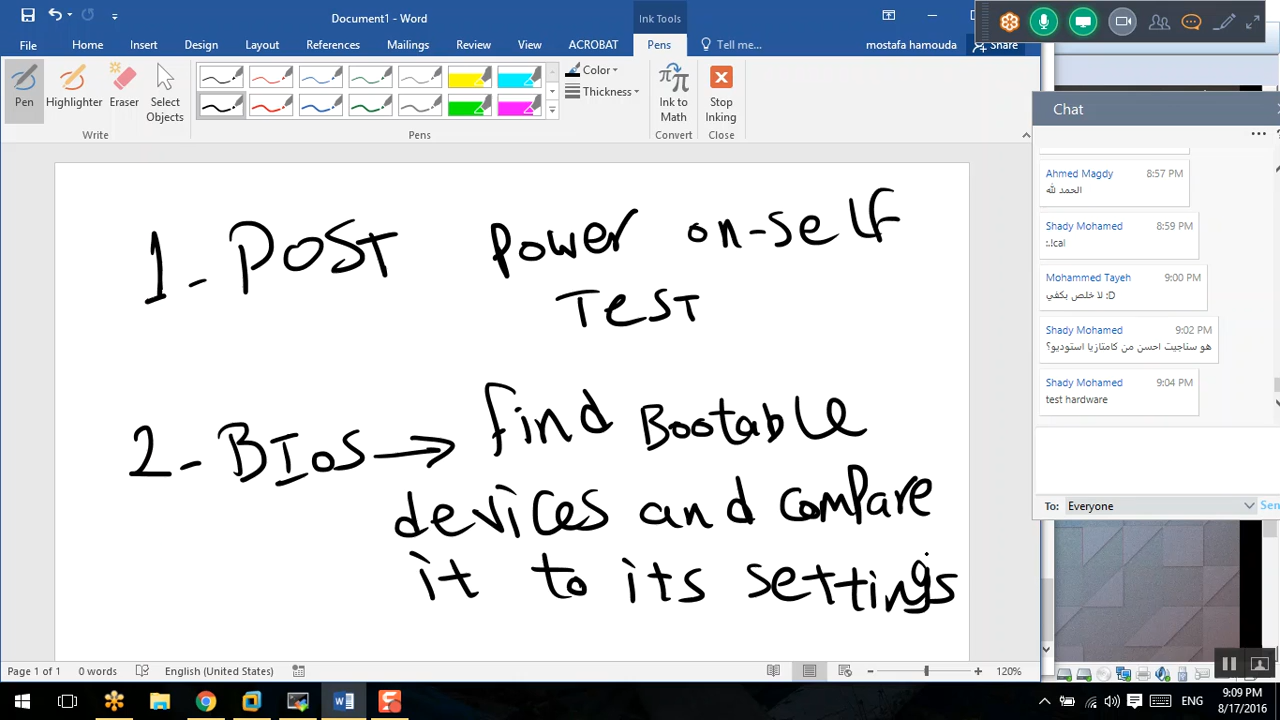 Document1 - Word
Ink Tools
File
Home
Insert
Design
Layout
References
Mailings
Review
View
ACROBAT
Pens
Tell me...
mostafa hamouda
Share
Pen
Highlighter
Eraser
Select Objects
Write
Pens
Color
Thickness
Ink to Math
Convert
Stop Inking
Close
1- POST Power on-self
TEST
2- BIOS → find Bootable
devices and compare
it to its settings
Chat
Ahmed Magdy 8:57 PM
الحمد لله
Shady Mohamed 8:59 PM
Mohammed Tayeh 9:00 PM
لا خلص بكفي :D
Shady Mohamed 9:02 PM
هو سناجيت احسن من كامتازيا استوديو؟
Shady Mohamed 9:04 PM
test hardware
To: Everyone
Page 1 of 1
0 words
English (United States)
120%
ENG
9:09 PM
8/17/2016